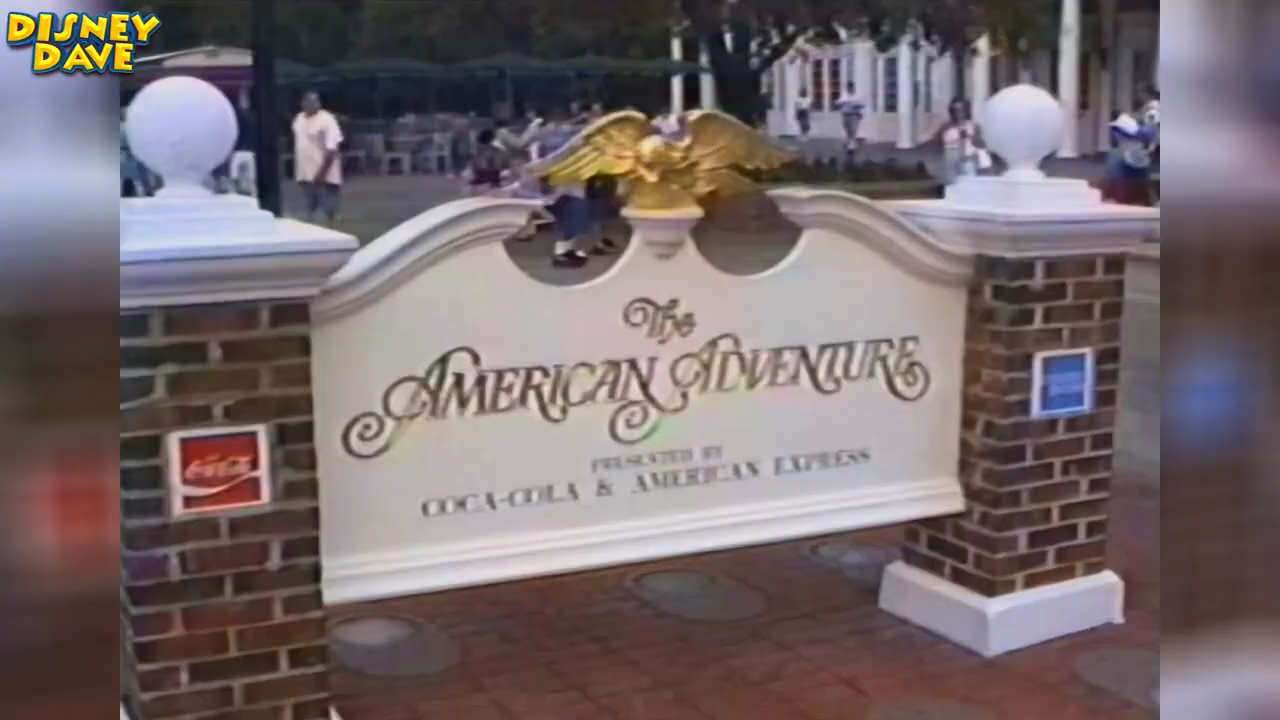 DISNEY
DAVE
The
AMERICAN ADVENTURE
PRESENTED BY
COCA-COLA & AMERICAN EXPRESS
Coca-Cola